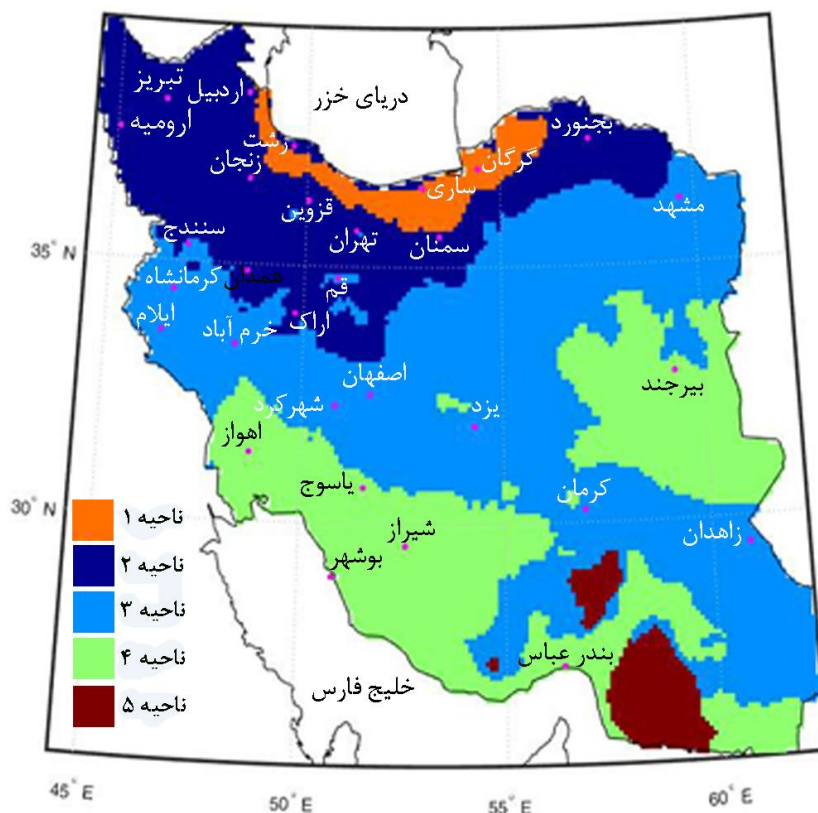 دریای خزر
تبریز
اردبیل
ارومیه
بجنورد
رشت
زنجان
گرگان
ساری
مشهد
قزوین
سنندج
تهران
سمنان
35° N
همدان
کرمانشاه
قم
ایلام
اراک
خرم آباد
اصفهان
بیرجند
شهرکرد
یزد
اهواز
یاسوج
کرمان
30° N
شیراز
زاهدان
بوشهر
بندر عباس
خلیج فارس
ناحیه ۱
ناحیه ۲
ناحیه ۳
ناحیه ۴
ناحیه ۵
45° E
50° E
55° E
60° E